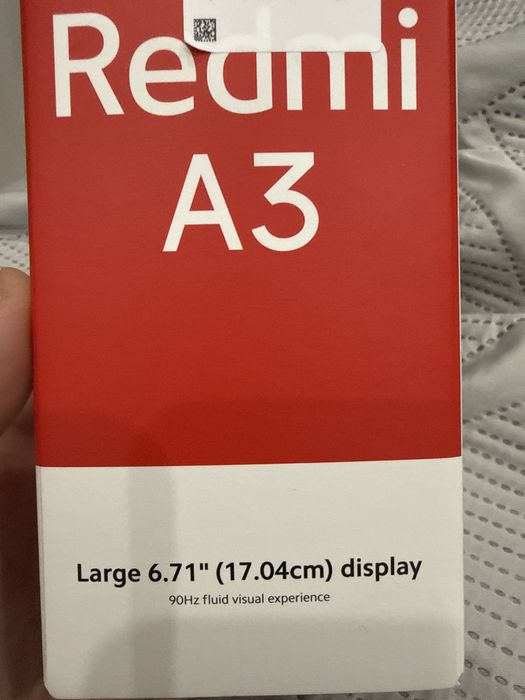 Redmi
A3
Large 6.71" (17.04cm) display
90Hz fluid visual experience